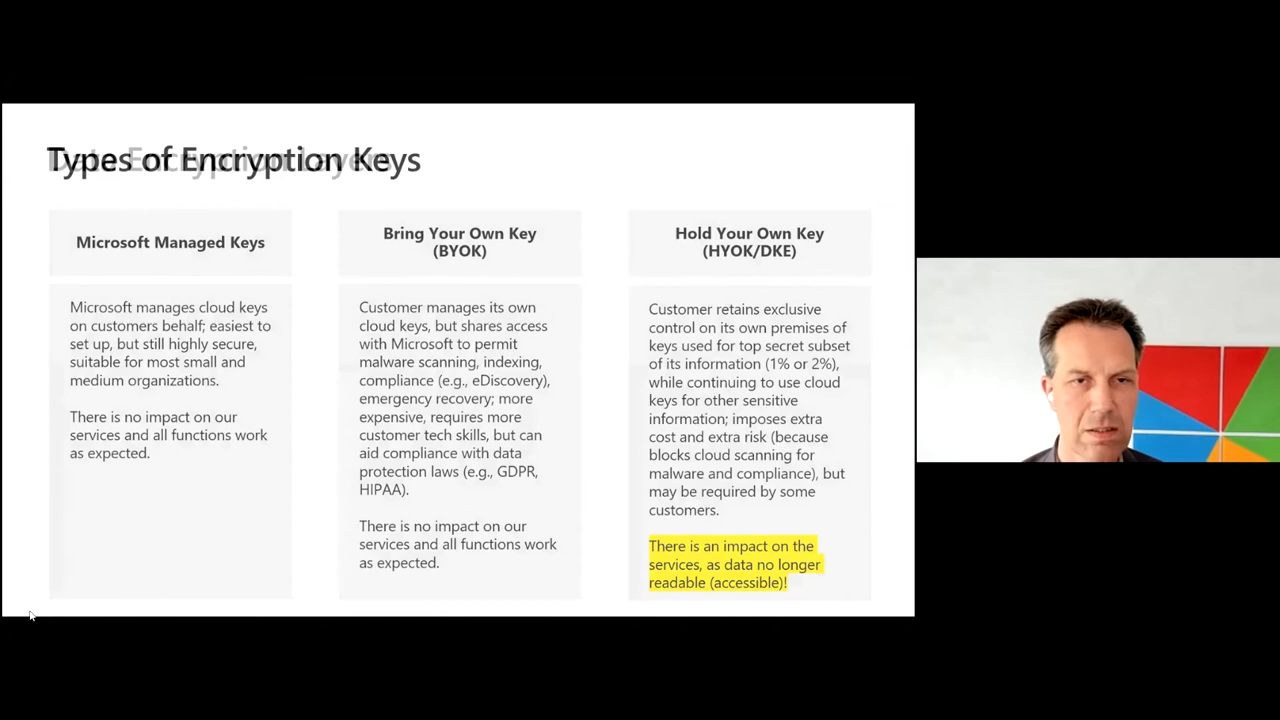 Types of Encryption Keys
Data Encryption Layers
Microsoft Managed Keys
Microsoft manages cloud keys
on customers behalf; easiest to
set up, but still highly secure,
suitable for most small and
medium organizations.
There is no impact on our
services and all functions work
as expected.
Bring Your Own Key
(BYOK)
Customer manages its own
cloud keys, but shares access
with Microsoft to permit
malware scanning, indexing,
compliance (e.g., eDiscovery),
emergency recovery; more
expensive, requires more
customer tech skills, but can
aid compliance with data
protection laws (e.g., GDPR,
HIPAA).
There is no impact on our
services and all functions work
as expected.
Hold Your Own Key
(HYOK/DKE)
Customer retains exclusive
control on its own premises of
keys used for top secret subset
of its information (1% or 2%),
while continuing to use cloud
keys for other sensitive
information; imposes extra
cost and extra risk (because
blocks cloud scanning for
malware and compliance), but
may be required by some
customers.
There is an impact on the
services, as data no longer
readable (accessible)!